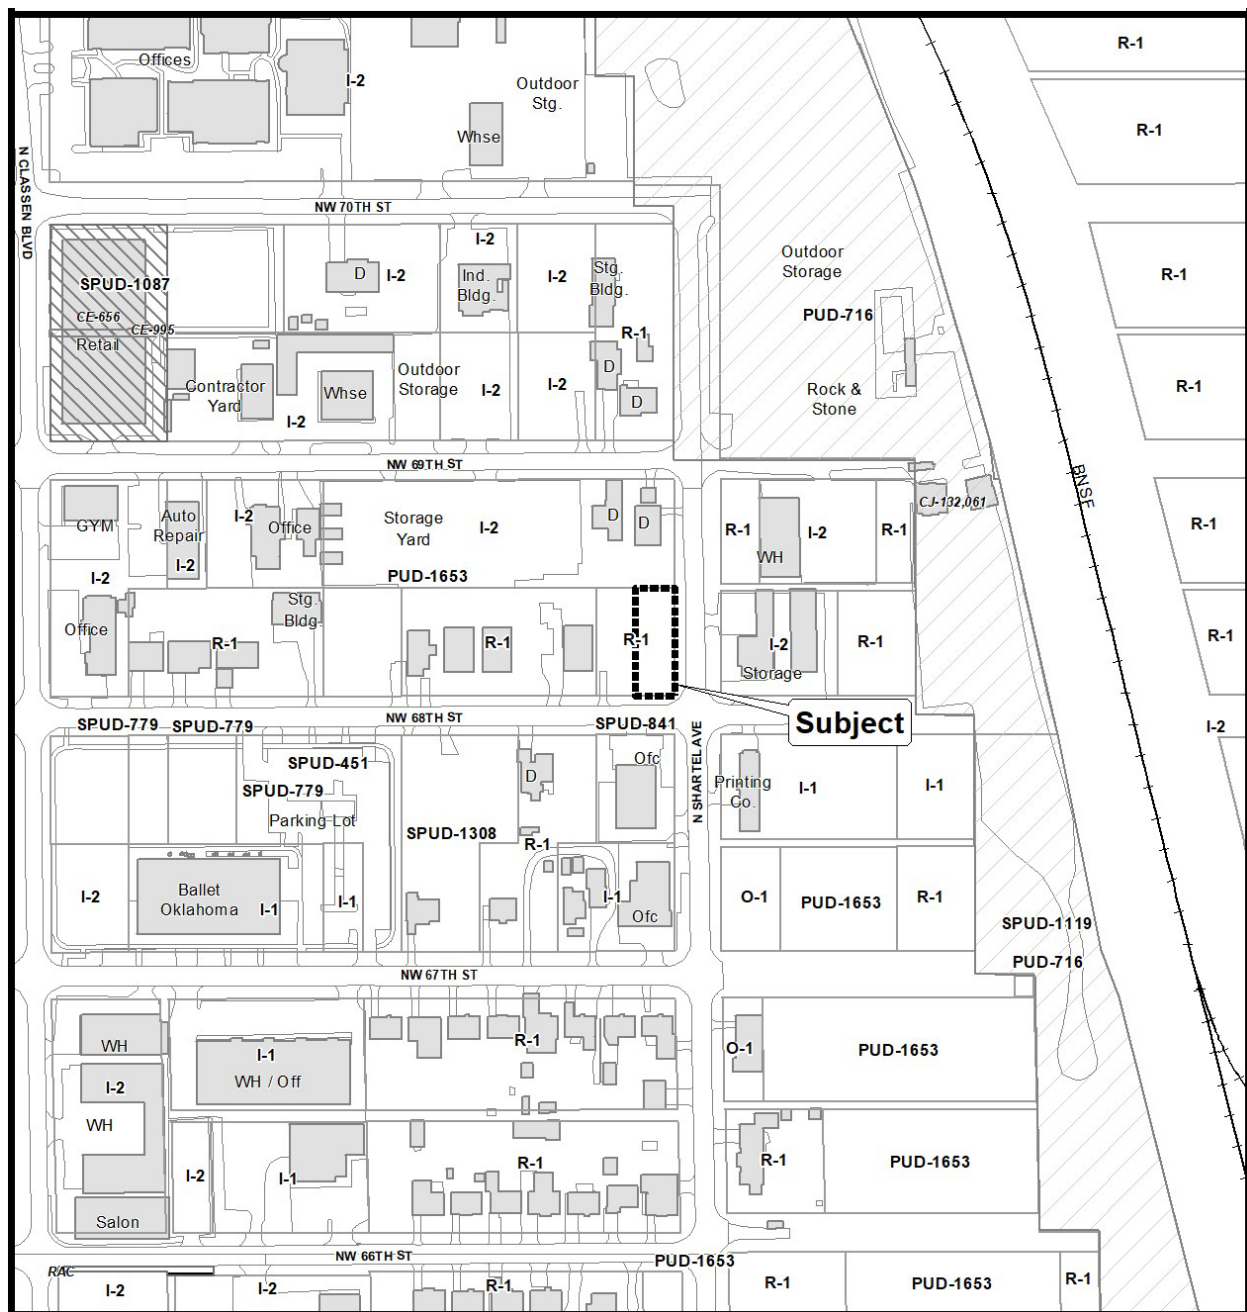 R-1
Offices
I-2
Outdoor
Stg.
Whse
R-1
N CLASSEN BLVD
NW 70TH ST
I-2
Outdoor
Storage
SPUD-1087
D
I-2
Ind.
Bldg.
I-2
Stg.
Bldg.
R-1
CE-656
CE-995
Retail
R-1
PUD-716
Contractor
Yard
Whse
Outdoor
Storage
I-2
I-2
D
D
Rock &
Stone
R-1
I-2
NW 69TH ST
BNSF
GYM
Auto
Repair
I-2
I-2
Office
Storage
Yard
I-2
D
D
R-1
WH
I-2
R-1
CJ-132,061
R-1
I-2
PUD-1653
Office
Stg.
Bldg.
R-1
R-1
R-1
I-2
Storage
R-1
R-1
SPUD-779
SPUD-779
NW 68TH ST
SPUD-841
Subject
I-2
N SHARTEL AVE
SPUD-451
SPUD-779
Parking Lot
D
Ofc
Printing
Co.
I-1
I-1
SPUD-1308
R-1
I-2
Ballet
Oklahoma
I-1
I-1
I-1
Ofc
O-1
PUD-1653
R-1
SPUD-1119
PUD-716
NW 67TH ST
WH
I-1
WH / Off
R-1
O-1
PUD-1653
I-2
WH
I-2
I-1
R-1
R-1
PUD-1653
Salon
NW 66TH ST
PUD-1653
RAC
I-2
I-2
R-1
R-1
PUD-1653
R-1